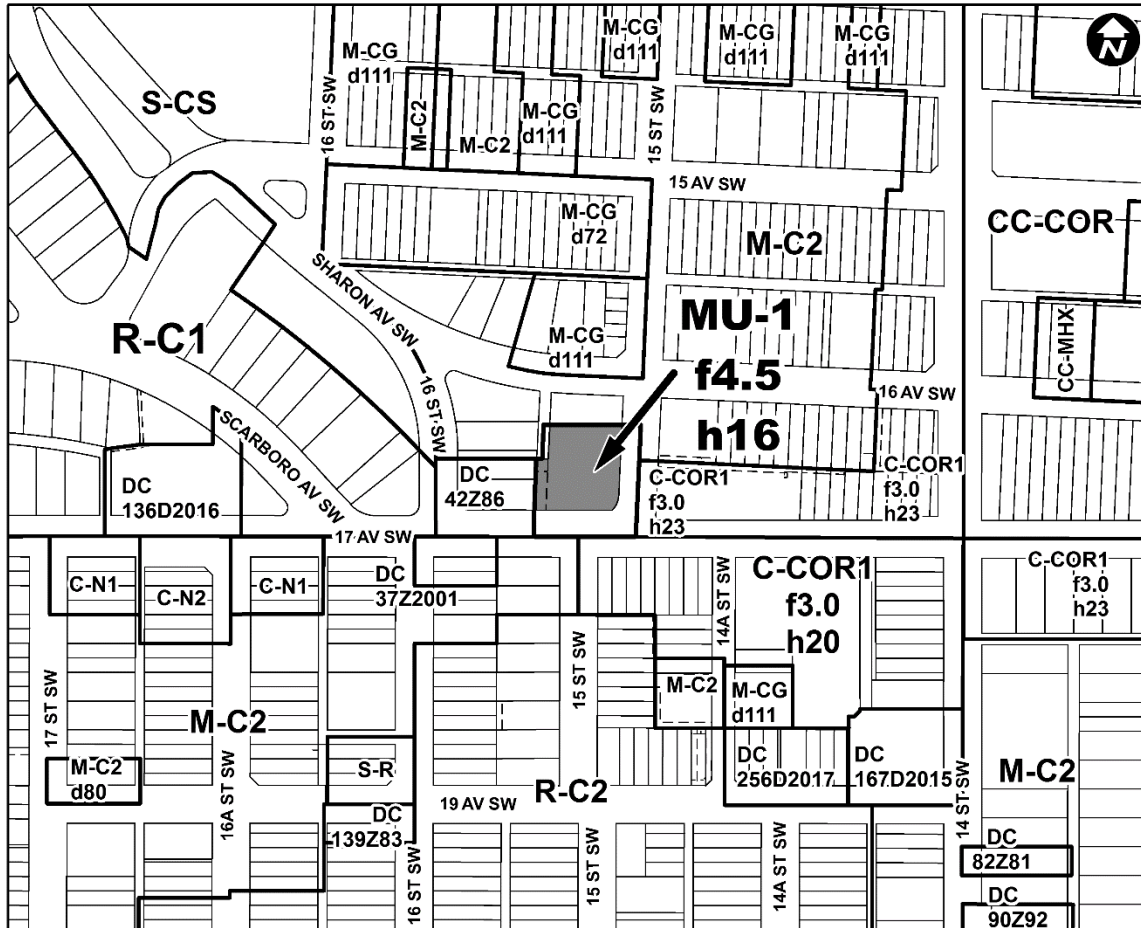 M-CG
d111
M-CG
d111
M-CG
d111
M-CG
d111
N
S-CS
16 ST SW
M-C2
M-C2
M-CG
d111
15 ST SW
15 AV SW
M-CG
d72
M-C2
CC-COR
SHARON AV SW
R-C1
M-CG
d111
MU-1
f4.5
h16
CC-MHX
16 AV SW
16 ST SW
SCARBORO AV SW
DC
136D2016
DC
42Z86
C-COR1
f3.0
h23
C-COR1
f3.0
h23
17 AV SW
C-N1
C-N2
C-N1
DC
37Z2001
14A ST SW
C-COR1
f3.0
h20
C-COR1
f3.0
h23
17 ST SW
M-C2
15 ST SW
M-C2
M-CG
d111
M-C2
d80
16A ST SW
S-R
R-C2
DC
256D2017
DC
167D2015
14 ST SW
M-C2
19 AV SW
DC
139Z83
16 ST SW
15 ST SW
14A ST SW
DC
82Z81
DC
90Z92